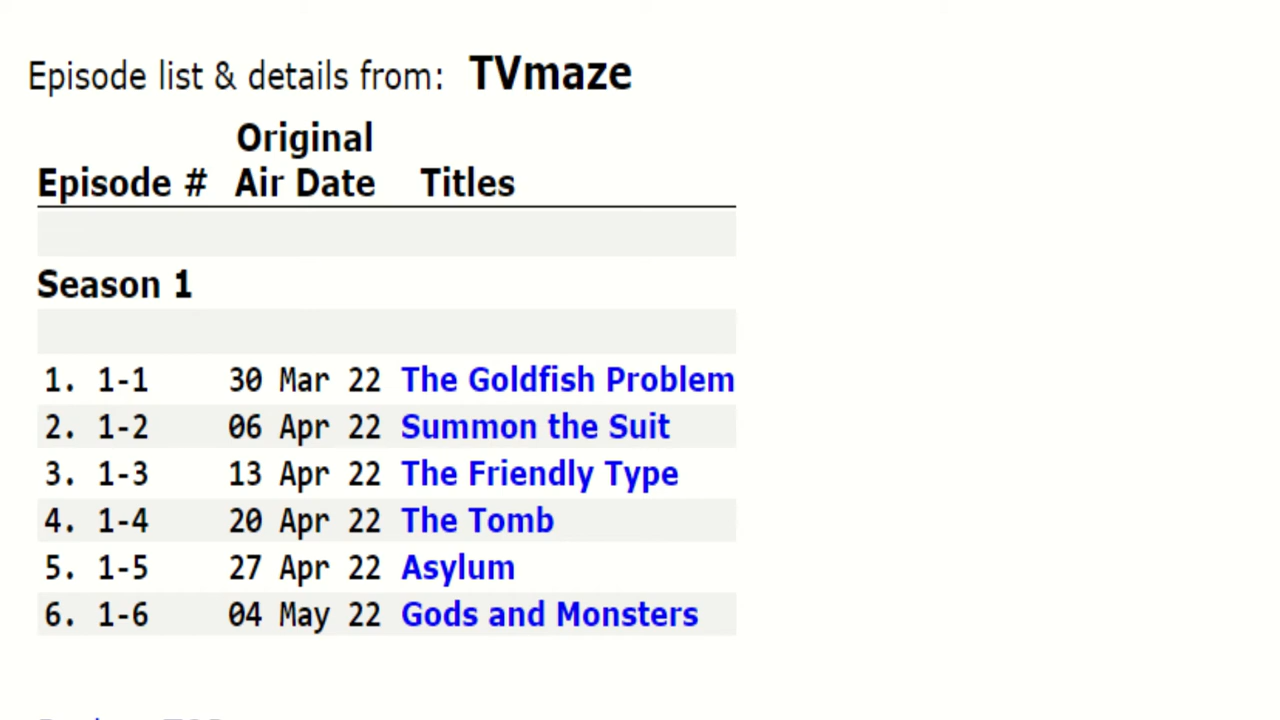 Episode list & details from: TVmaze
Original
Episode # Air Date Titles
Season 1
1. 1-1 30 Mar 22 The Goldfish Problem
2. 1-2 06 Apr 22 Summon the Suit
3. 1-3 13 Apr 22 The Friendly Type
4. 1-4 20 Apr 22 The Tomb
5. 1-5 27 Apr 22 Asylum
6. 1-6 04 May 22 Gods and Monsters